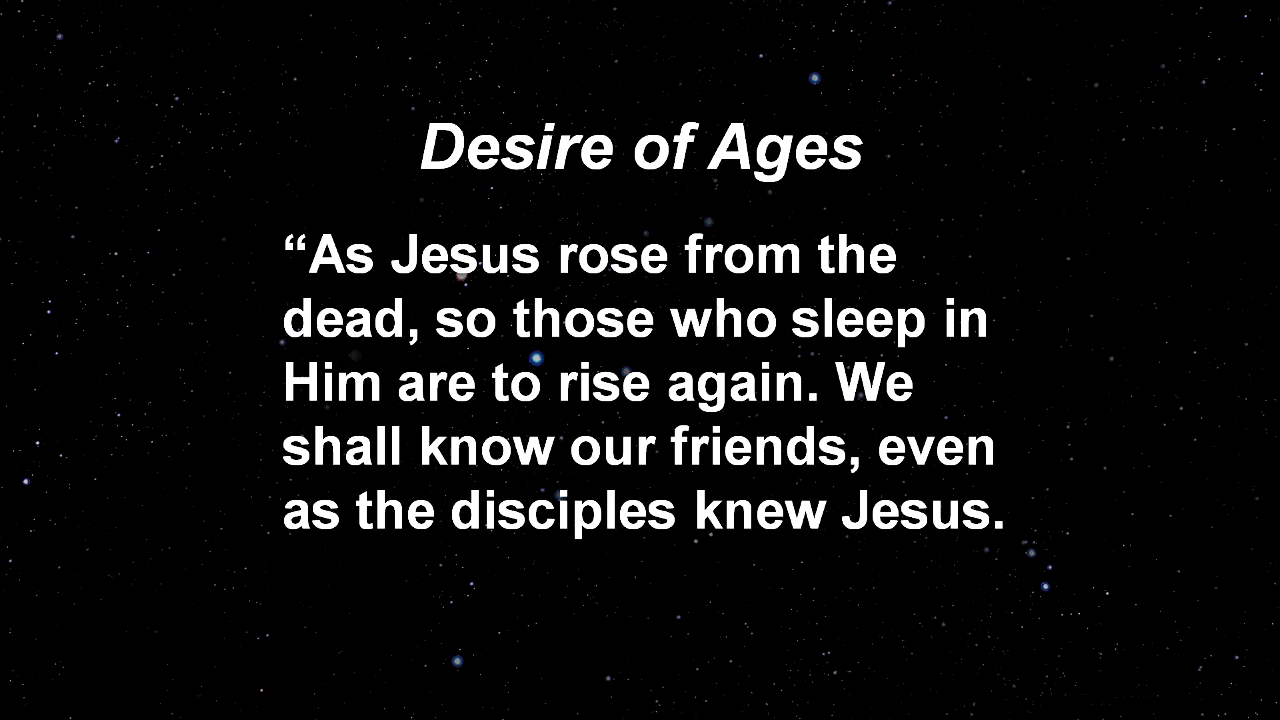 Desire of Ages
“As Jesus rose from the
dead, so those who sleep in
Him are to rise again. We
shall know our friends, even
as the disciples knew Jesus.